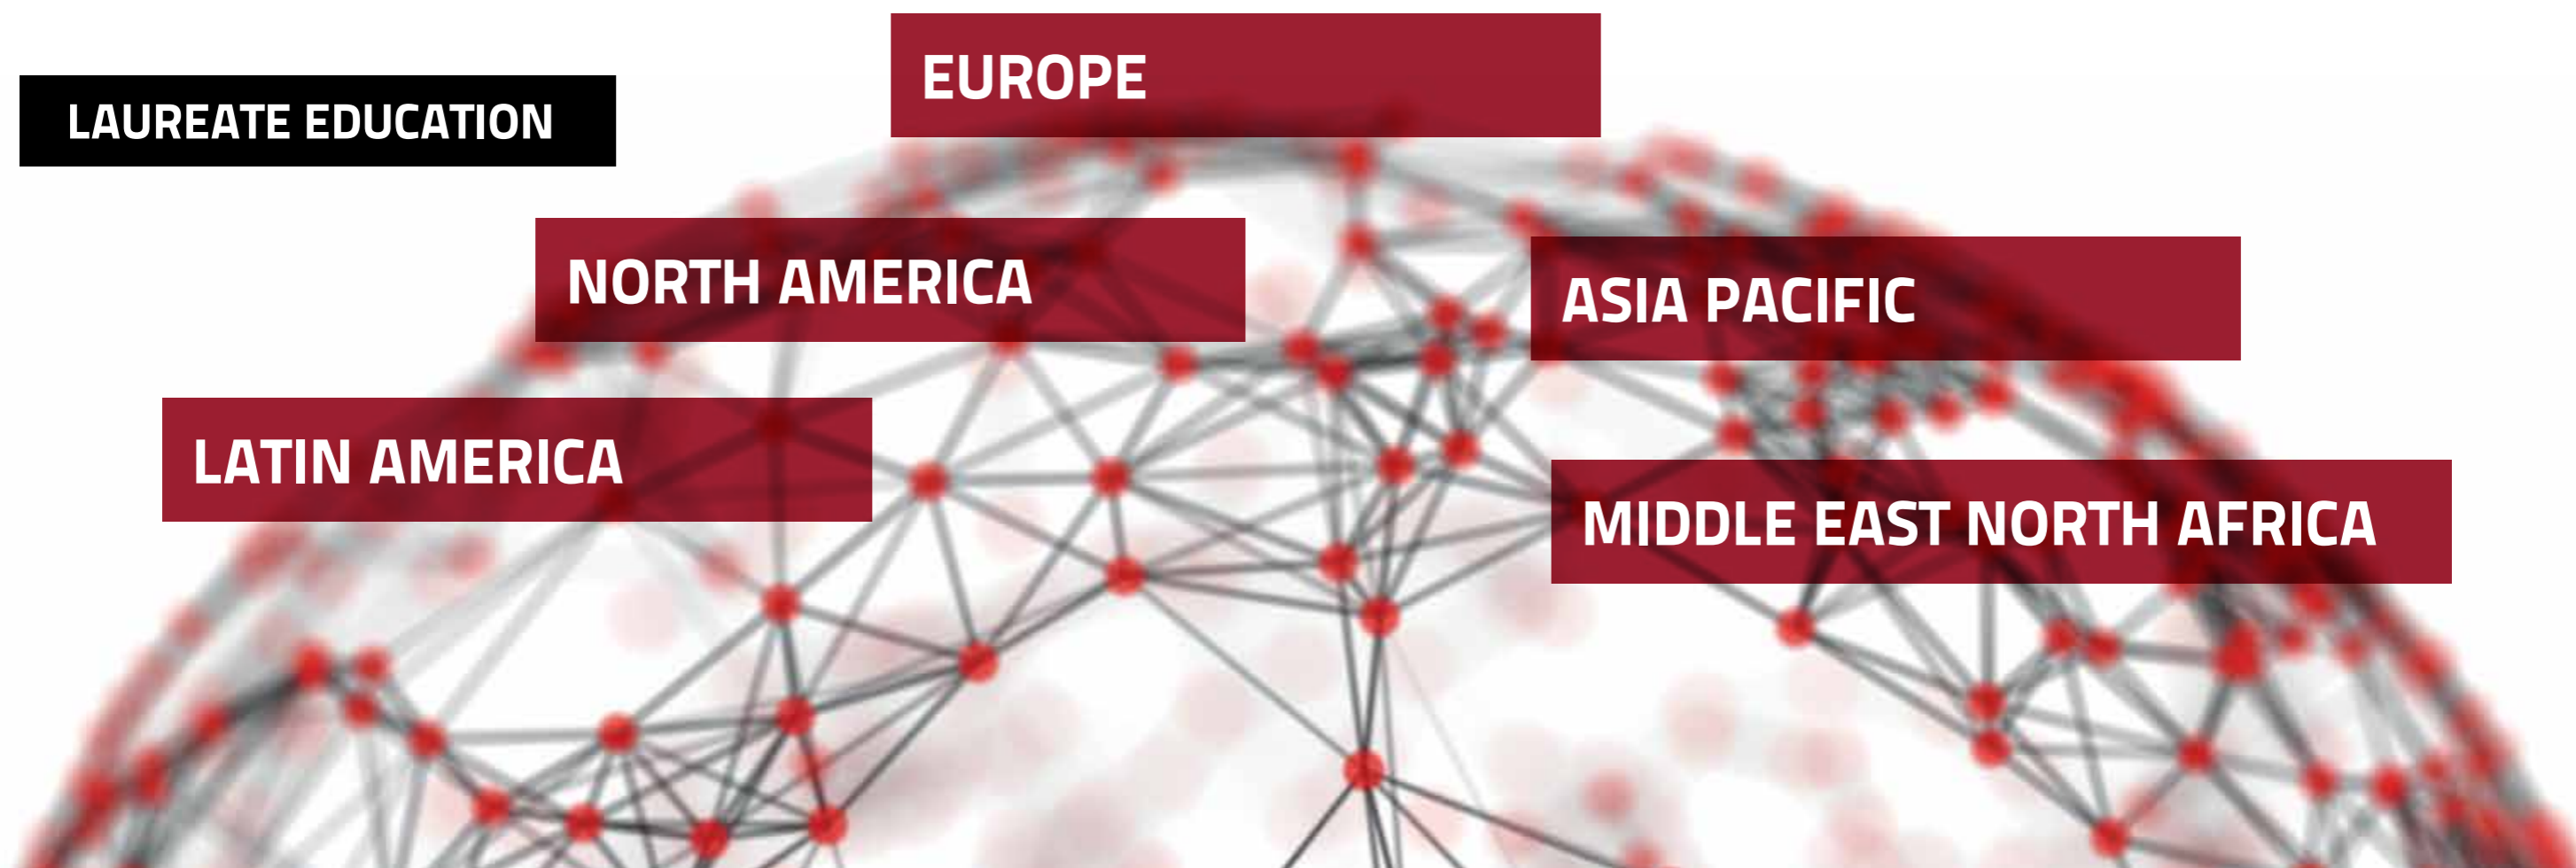 EUROPE
LAUREATE EDUCATION
NORTH AMERICA
ASIA PACIFIC
LATIN AMERICA
MIDDLE EAST NORTH AFRICA